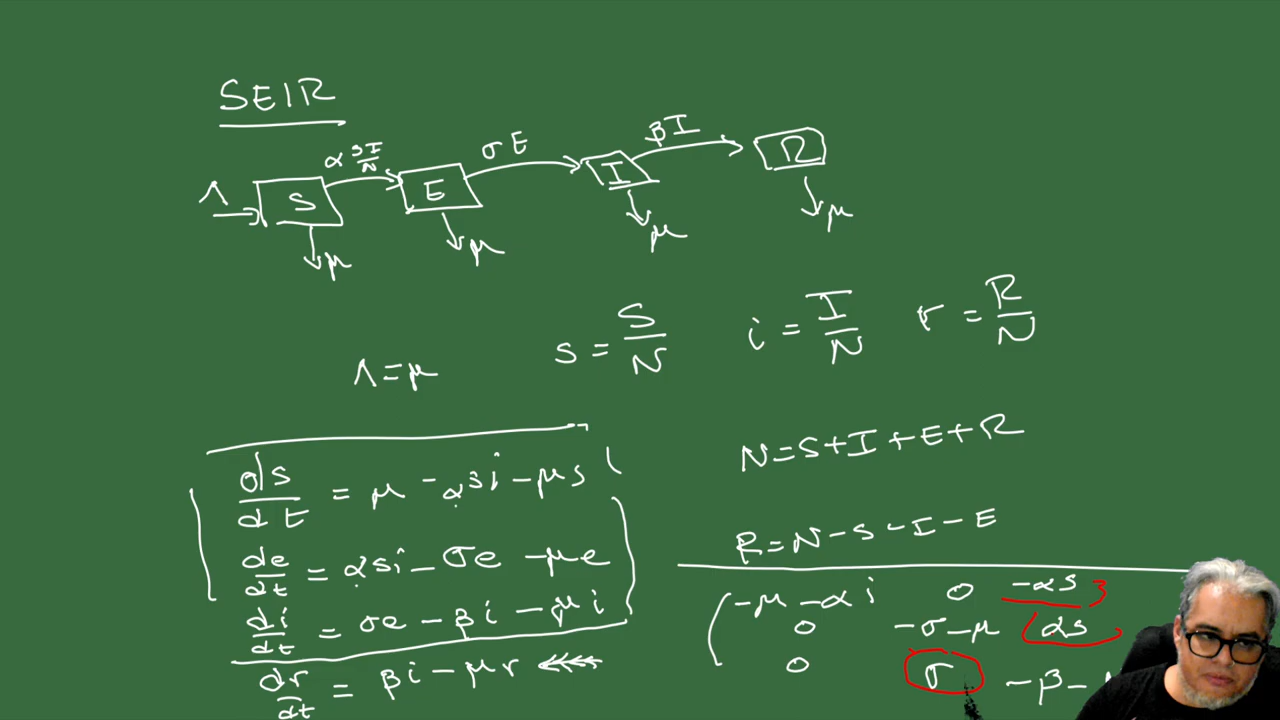 SEIR
Λ S α SI/N E σE I βI R
μ μ μ μ
s = S/N i = I/N r = R/N
Λ = μ
N = S + I + E + R
ds/dt = μ - αsi - μs
R = N - S - I - E
de/dt = αsi - σe - μe
di/dt = σe - βi - μi
dr/dt = βi - μr
-μ - αi 0 -αs
0 -σ-μ αs
0 σ -β-